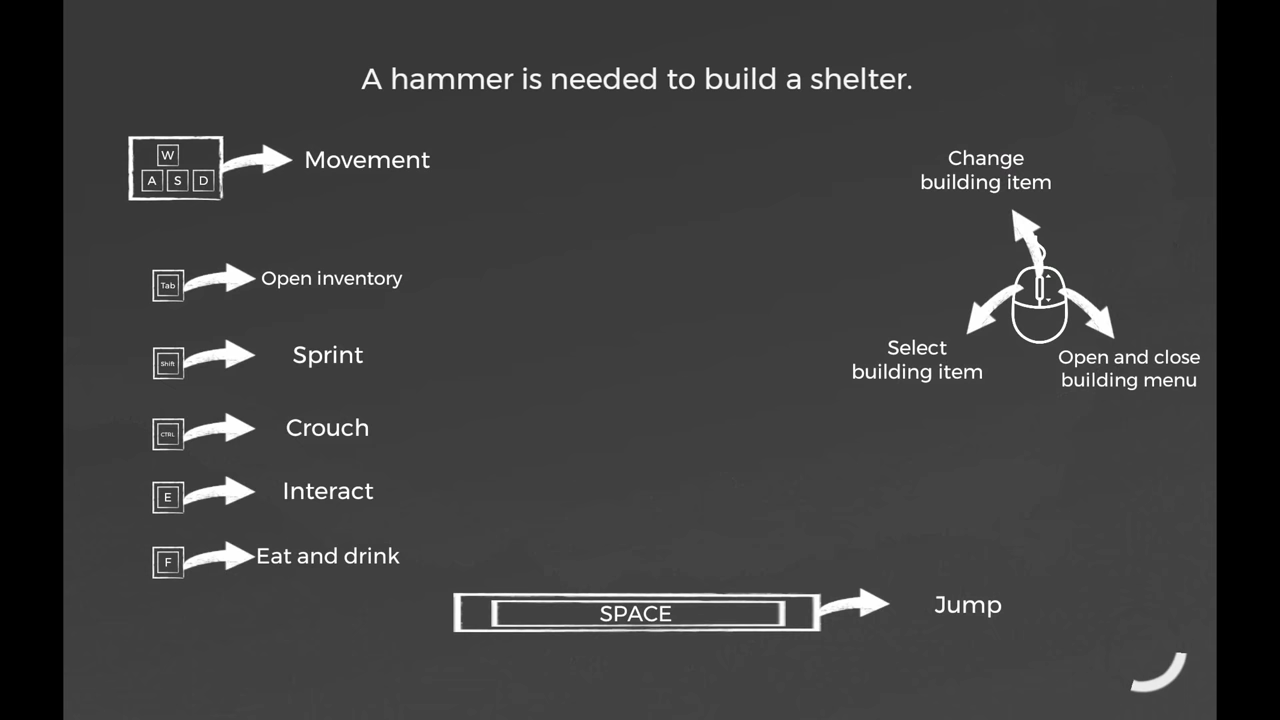 A hammer is needed to build a shelter.
W
A S D
Movement
Change
building item
Tab
Open inventory
Select
building item
Open and close
building menu
Shift
Sprint
CTRL
Crouch
E
Interact
F
Eat and drink
SPACE
Jump